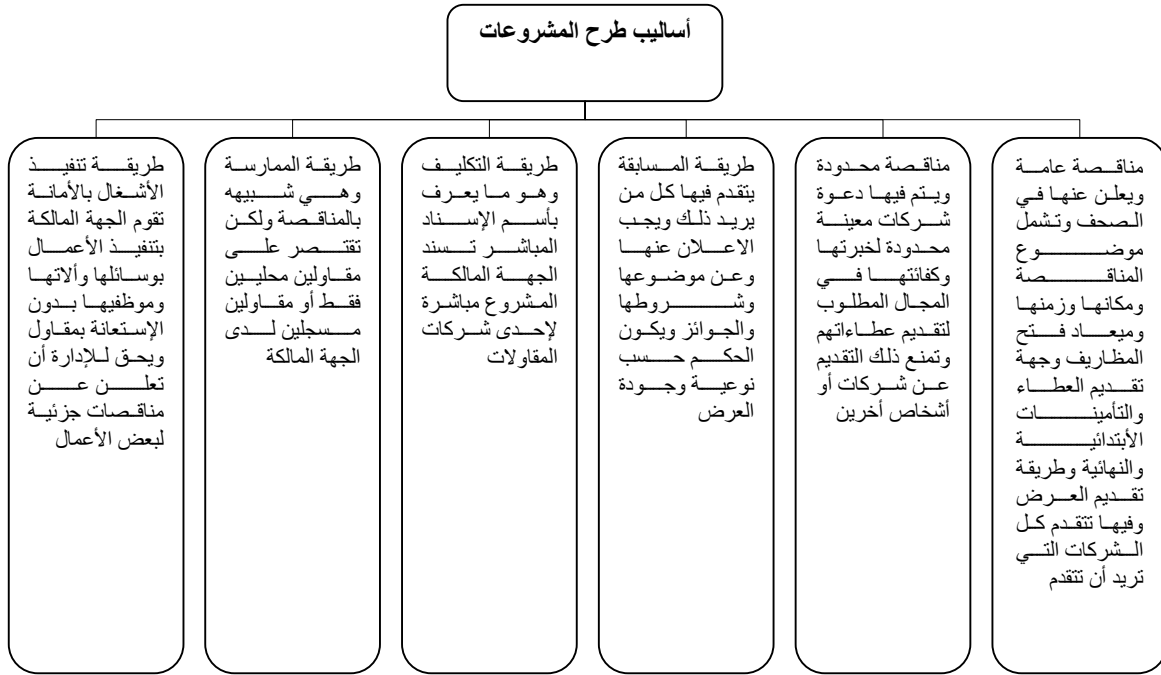 أساليب طرح المشروعات
مناقصة عامة
ويعلن عنها في
الصحف وتشمل
موضوع
المناقصة
ومكانها وزمنها
وميعاد فتح
المظاريف وجهة
تقديم العطاء
والتأمينات
الأبتدائية
والنهائية وطريقة
تقديم العرض
وفيها تتقدم كل
الشركات التي
تريد أن تتقدم
مناقصة محدودة
ويتم فيها دعوة
شركات معينة
محدودة لخبرتها
وكفائتها في
المجال المطلوب
لتقديم عطاءاتهم
وتمنع ذلك التقديم
عن شركات أو
أشخاص أخرين
طريقة المسابقة
يتقدم فيها كل من
يريد ذلك ويجب
الاعلان عنها
وعن موضوعها
وشروطها
والجوائز ويكون
الحكم حسب
نوعية وجودة
العرض
طريقة التكليف
وهو ما يعرف
بأسم الإسناد
المباشر تسند
الجهة المالكة
المشروع مباشرة
لإحدى شركات
المقاولات
طريقة الممارسة
وهي شبيهه
بالمناقصة ولكن
تقتصر على
مقاولين محليين
فقط أو مقاولين
مسجلين لدى
الجهة المالكة
طريقة تنفيذ
الأشغال بالأمانة
تقوم الجهة المالكة
بتنفيذ الأعمال
بوسائلها وألاتها
وموظفيها بدون
الإستعانة بمقاول
ويحق للإدارة أن
تعلن عن
مناقصات جزئية
لبعض الأعمال